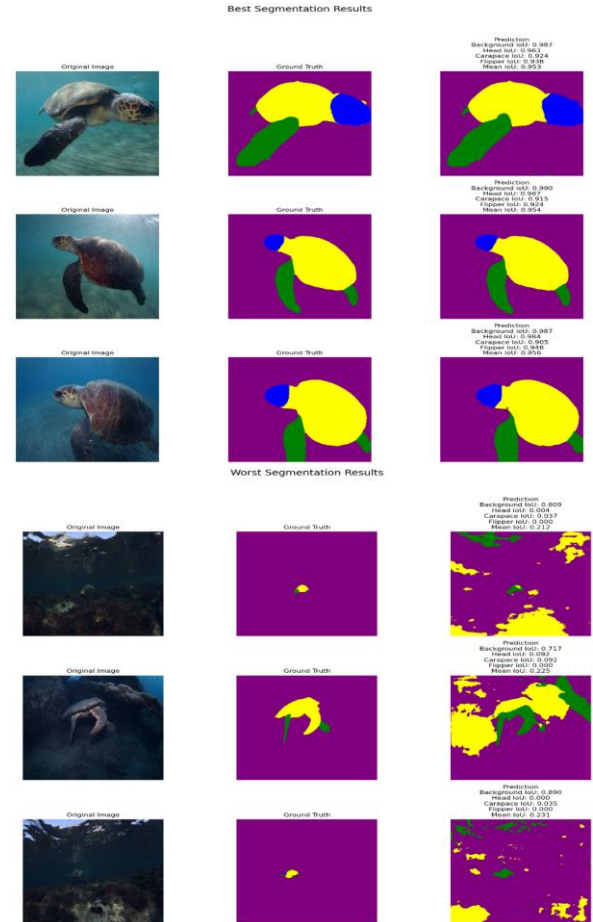 Best Segmentation Results
Prediction
Background IoU: 0.987
Head IoU: 0.963
Carapace IoU: 0.924
Flipper IoU: 0.938
Mean IoU: 0.953
Original Image
Ground Truth
Prediction
Background IoU: 0.990
Head IoU: 0.987
Carapace IoU: 0.915
Flipper IoU: 0.924
Mean IoU: 0.954
Original Image
Ground Truth
Prediction
Background IoU: 0.987
Head IoU: 0.984
Carapace IoU: 0.905
Flipper IoU: 0.948
Mean IoU: 0.956
Original Image
Ground Truth
Worst Segmentation Results
Prediction
Background IoU: 0.809
Head IoU: 0.004
Carapace IoU: 0.037
Flipper IoU: 0.000
Mean IoU: 0.212
Original Image
Ground Truth
Prediction
Background IoU: 0.717
Head IoU: 0.092
Carapace IoU: 0.092
Flipper IoU: 0.000
Mean IoU: 0.225
Original Image
Ground Truth
Prediction
Background IoU: 0.890
Head IoU: 0.000
Carapace IoU: 0.035
Flipper IoU: 0.000
Mean IoU: 0.231
Original Image
Ground Truth